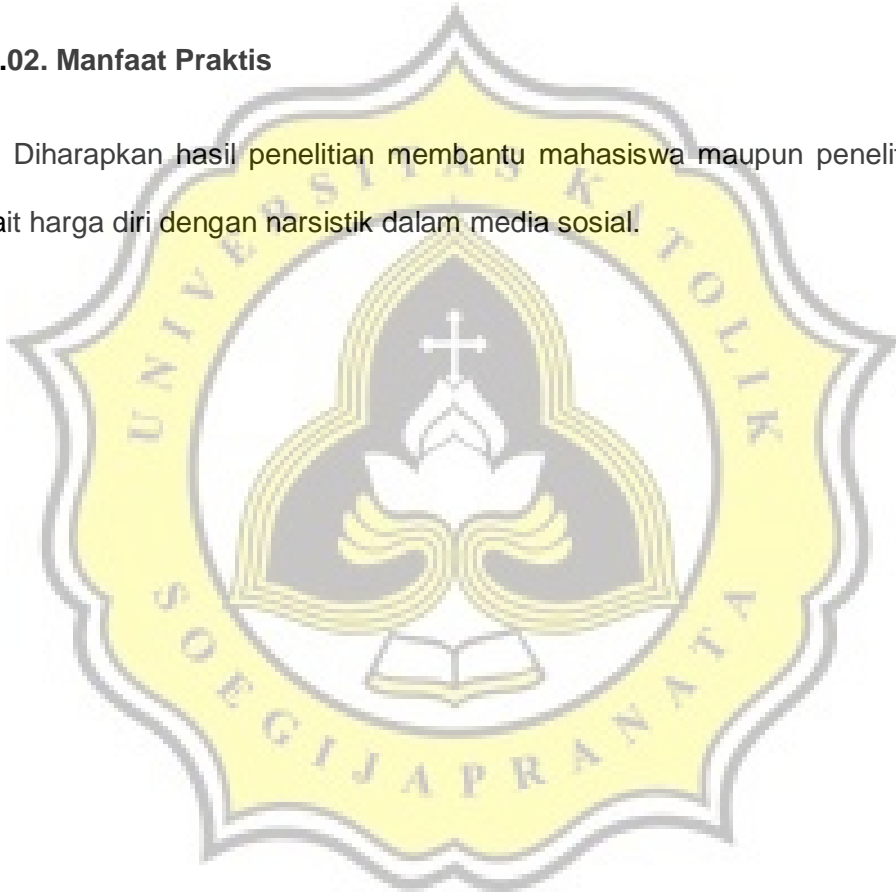 .02. Manfaat Praktis
Diharapkan hasil penelitian membantu mahasiswa maupun penelit
ait harga diri dengan narsistik dalam media sosial.
UNIVERSITAS KATOLIK
SOEGIJAPRANATA